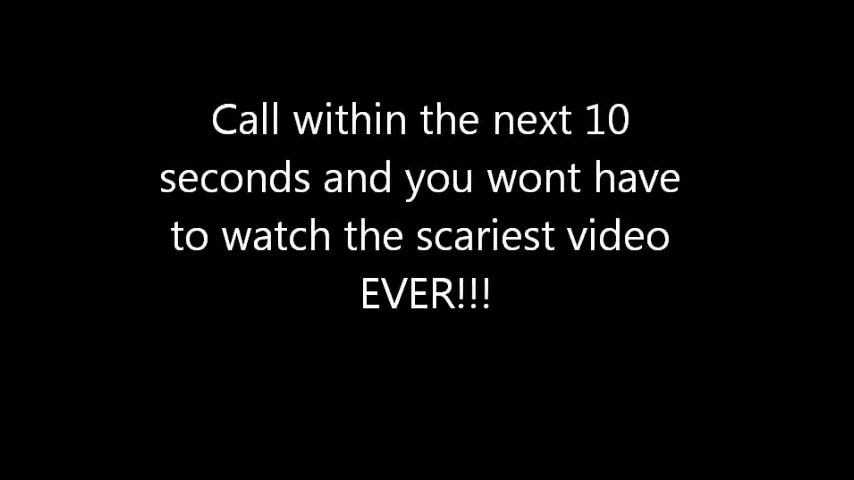 Call within the next 10
seconds and you wont have
to watch the scariest video
EVER!!!